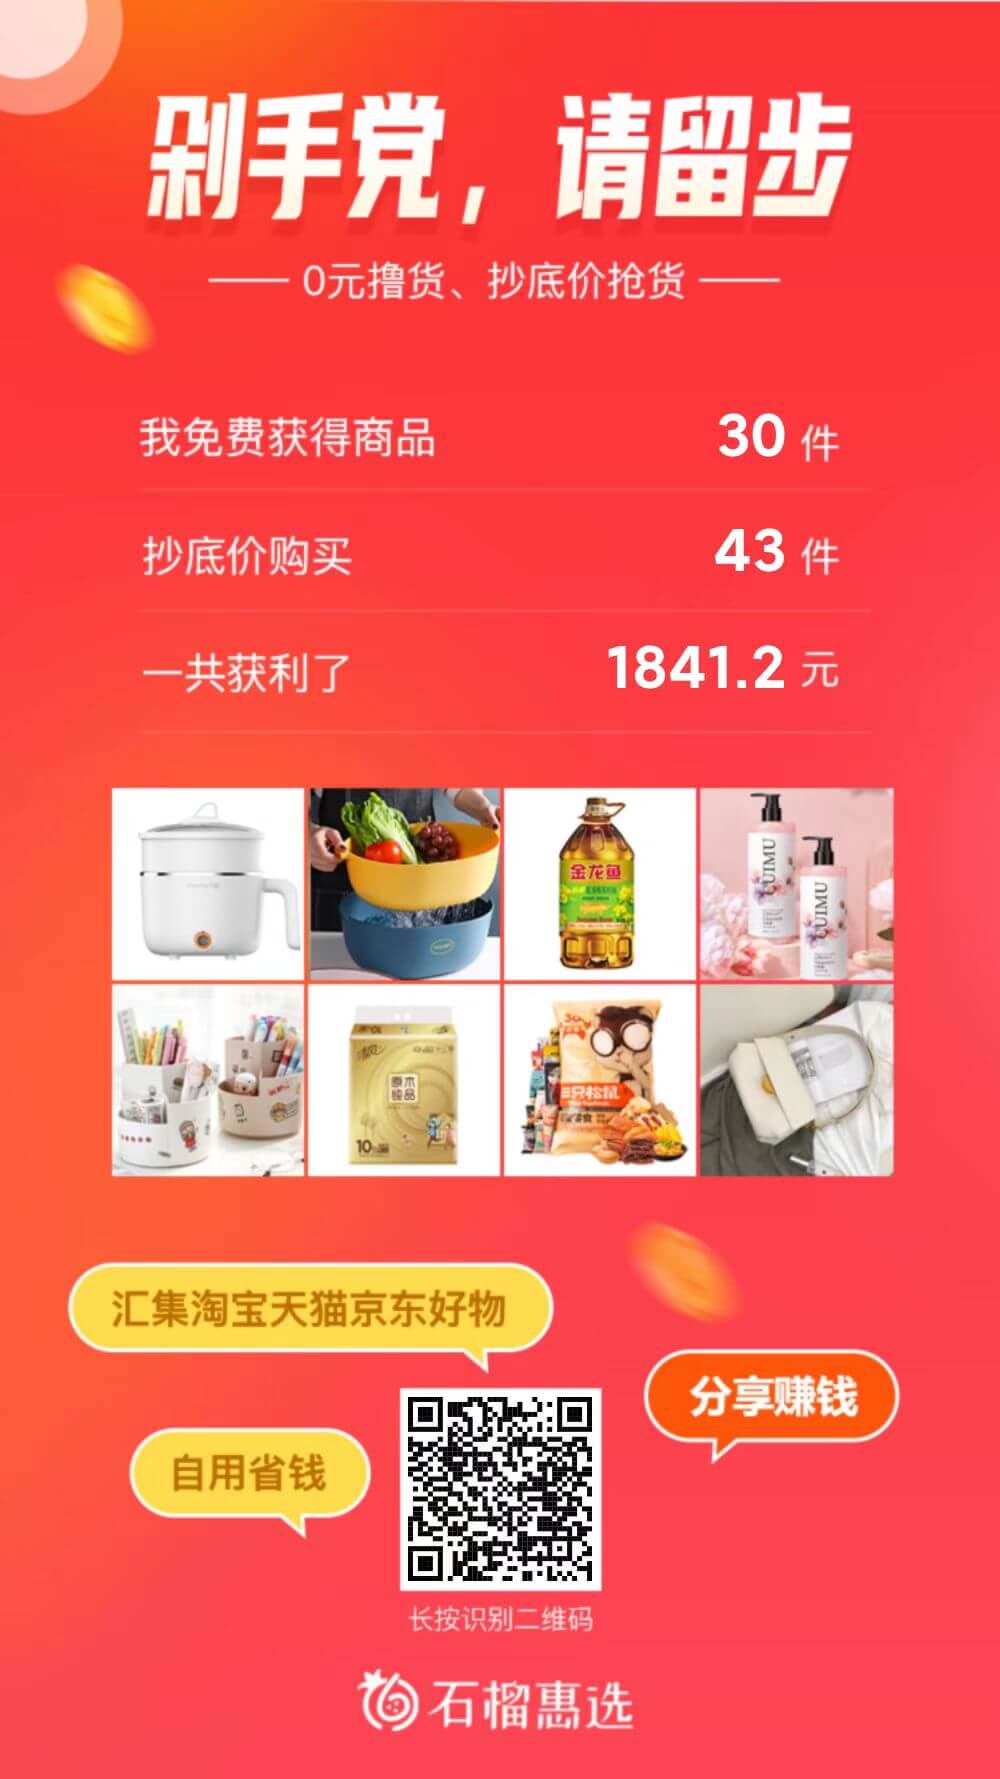 剁手党，请留步
0元撸货、抄底价抢货
我免费获得商品 30 件
抄底价购买 43 件
一共获利了 1841.2 元
金龙鱼
LUIMU
LUIMU
原木
纯品
三只松鼠
汇集淘宝天猫京东好物
分享赚钱
自用省钱
长按识别二维码
石榴惠选